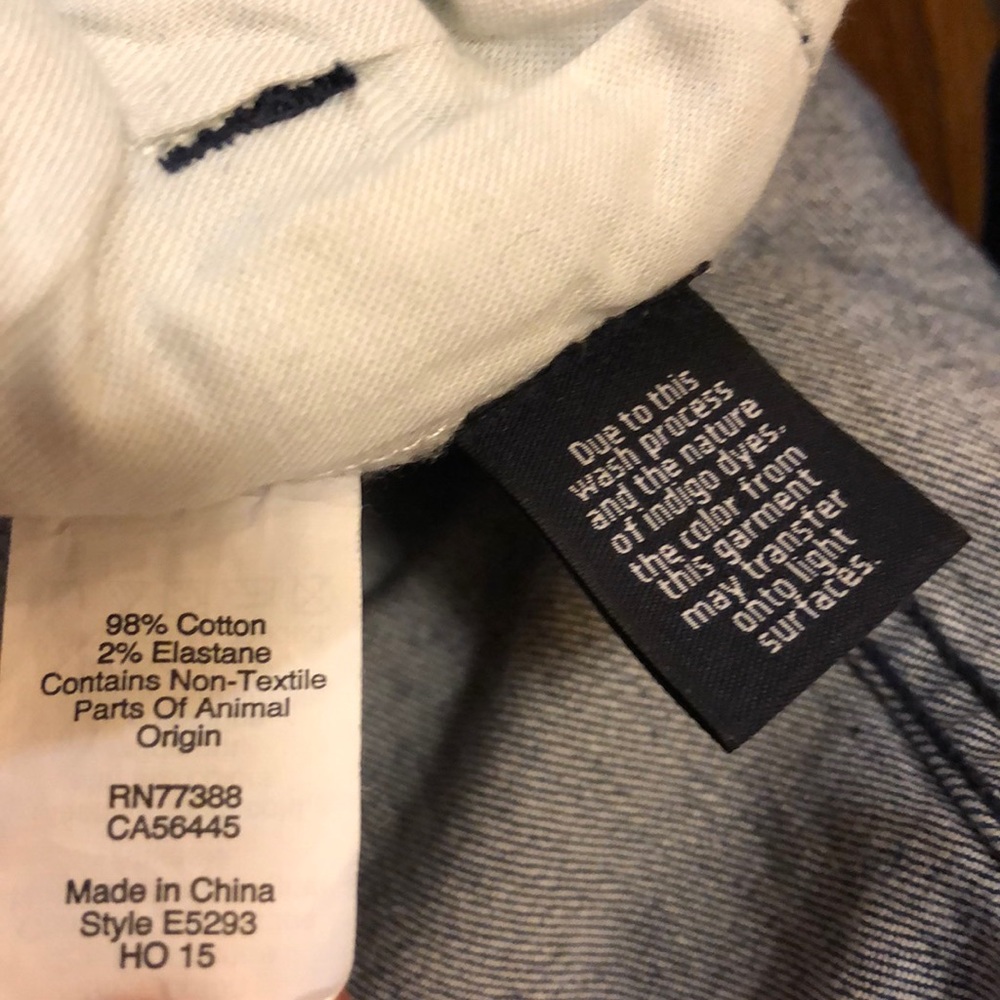 Due to this
wash process
and the nature
of indigo dyes,
the color from
this garment
may transfer
onto light
surfaces.
98% Cotton
2% Elastane
Contains Non-Textile
Parts Of Animal
Origin
RN77388
CA56445
Made in China
Style E5293
HO 15